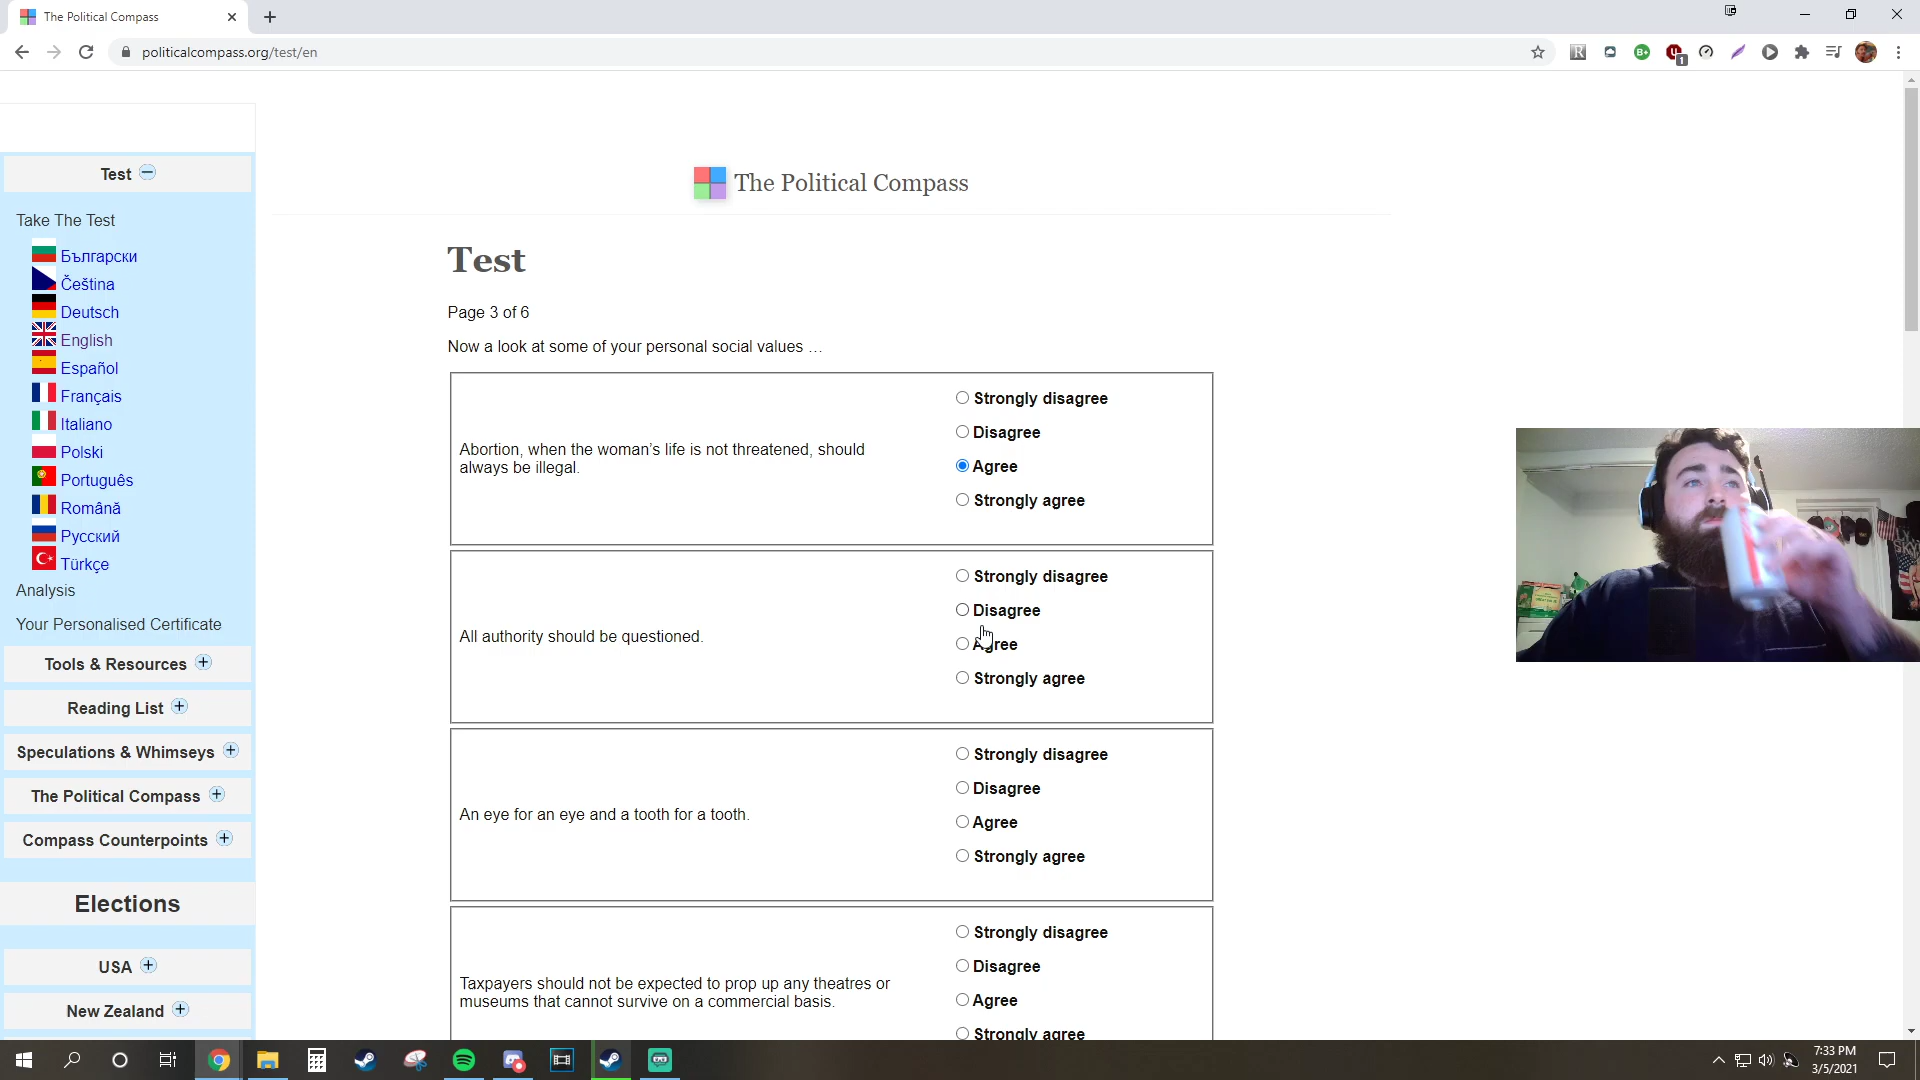 The Political Compass
politicalcompass.org/test/en
1
Test
Take The Test
Български
Čeština
Deutsch
English
Español
Français
Italiano
Polski
Português
Română
Русский
Türkçe
Analysis
Your Personalised Certificate
Tools & Resources
Reading List
Speculations & Whimseys
The Political Compass
Compass Counterpoints
Elections
USA
New Zealand
The Political Compass
Test
Page 3 of 6
Now a look at some of your personal social values ...
Abortion, when the woman's life is not threatened, should
always be illegal.
Strongly disagree
Disagree
Agree
Strongly agree
All authority should be questioned.
Strongly disagree
Disagree
Agree
Strongly agree
An eye for an eye and a tooth for a tooth.
Strongly disagree
Disagree
Agree
Strongly agree
Taxpayers should not be expected to prop up any theatres or
museums that cannot survive on a commercial basis.
Strongly disagree
Disagree
Agree
Strongly agree
7:33 PM
3/5/2021